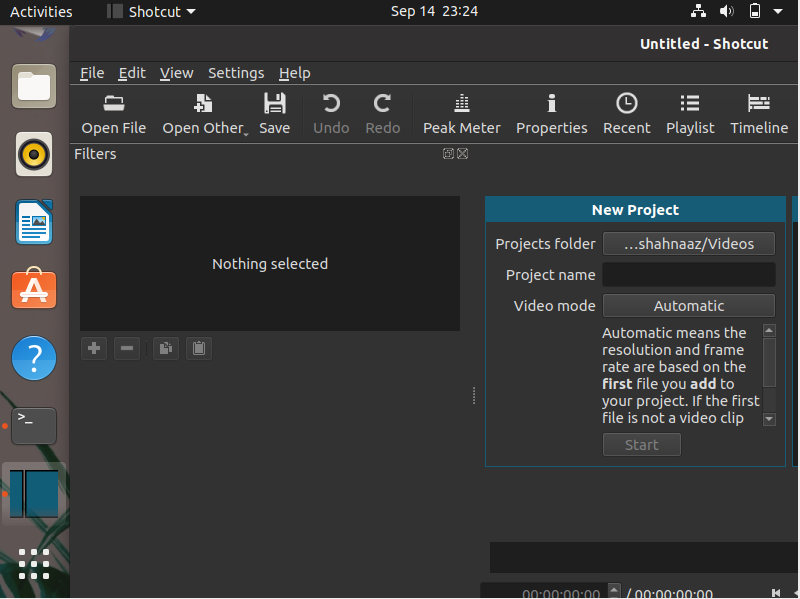 Activities Shotcut Sep 14 23:24
Untitled - Shotcut
File Edit View Settings Help
Open File Open Other Save Undo Redo Peak Meter Properties Recent Playlist Timeline
Filters
New Project
Nothing selected
Projects folder ...shahnaaz/Videos
Project name
Video mode Automatic
Automatic means the
resolution and frame
rate are based on the
first file you add to
your project. If the first
file is not a video clip
Start
>_
?
00:00:00:00 / 00:00:00:00